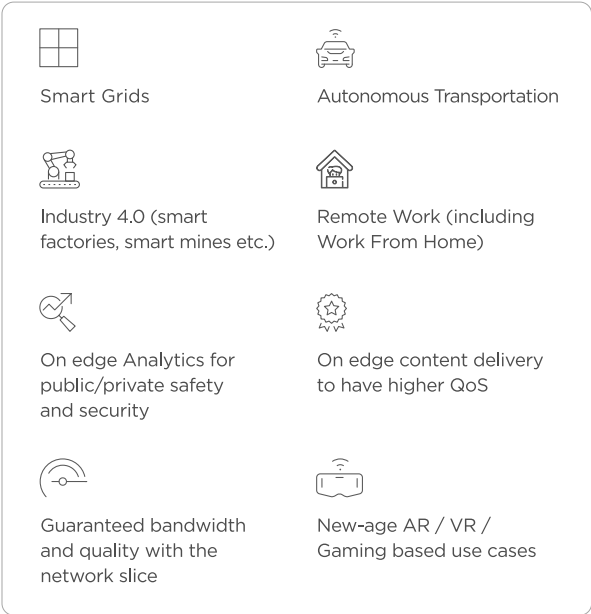 Smart Grids
Autonomous Transportation
Industry 4.0 (smart
factories, smart mines etc.)
Remote Work (including
Work From Home)
On edge Analytics for
public/private safety
and security
On edge content delivery
to have higher QoS
Guaranteed bandwidth
and quality with the
network slice
New-age AR / VR /
Gaming based use cases